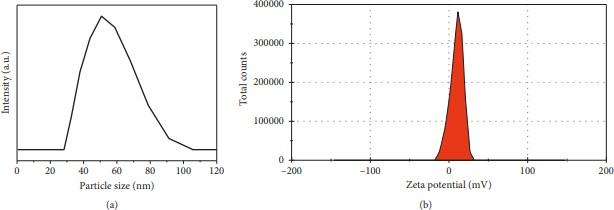 Intensity (a.u.)
0 20 40 60 80 100 120
Particle size (nm)
(a)
400000
300000
200000
100000
0
Total counts
−200 −100 0 100 200
Zeta potential (mV)
(b)